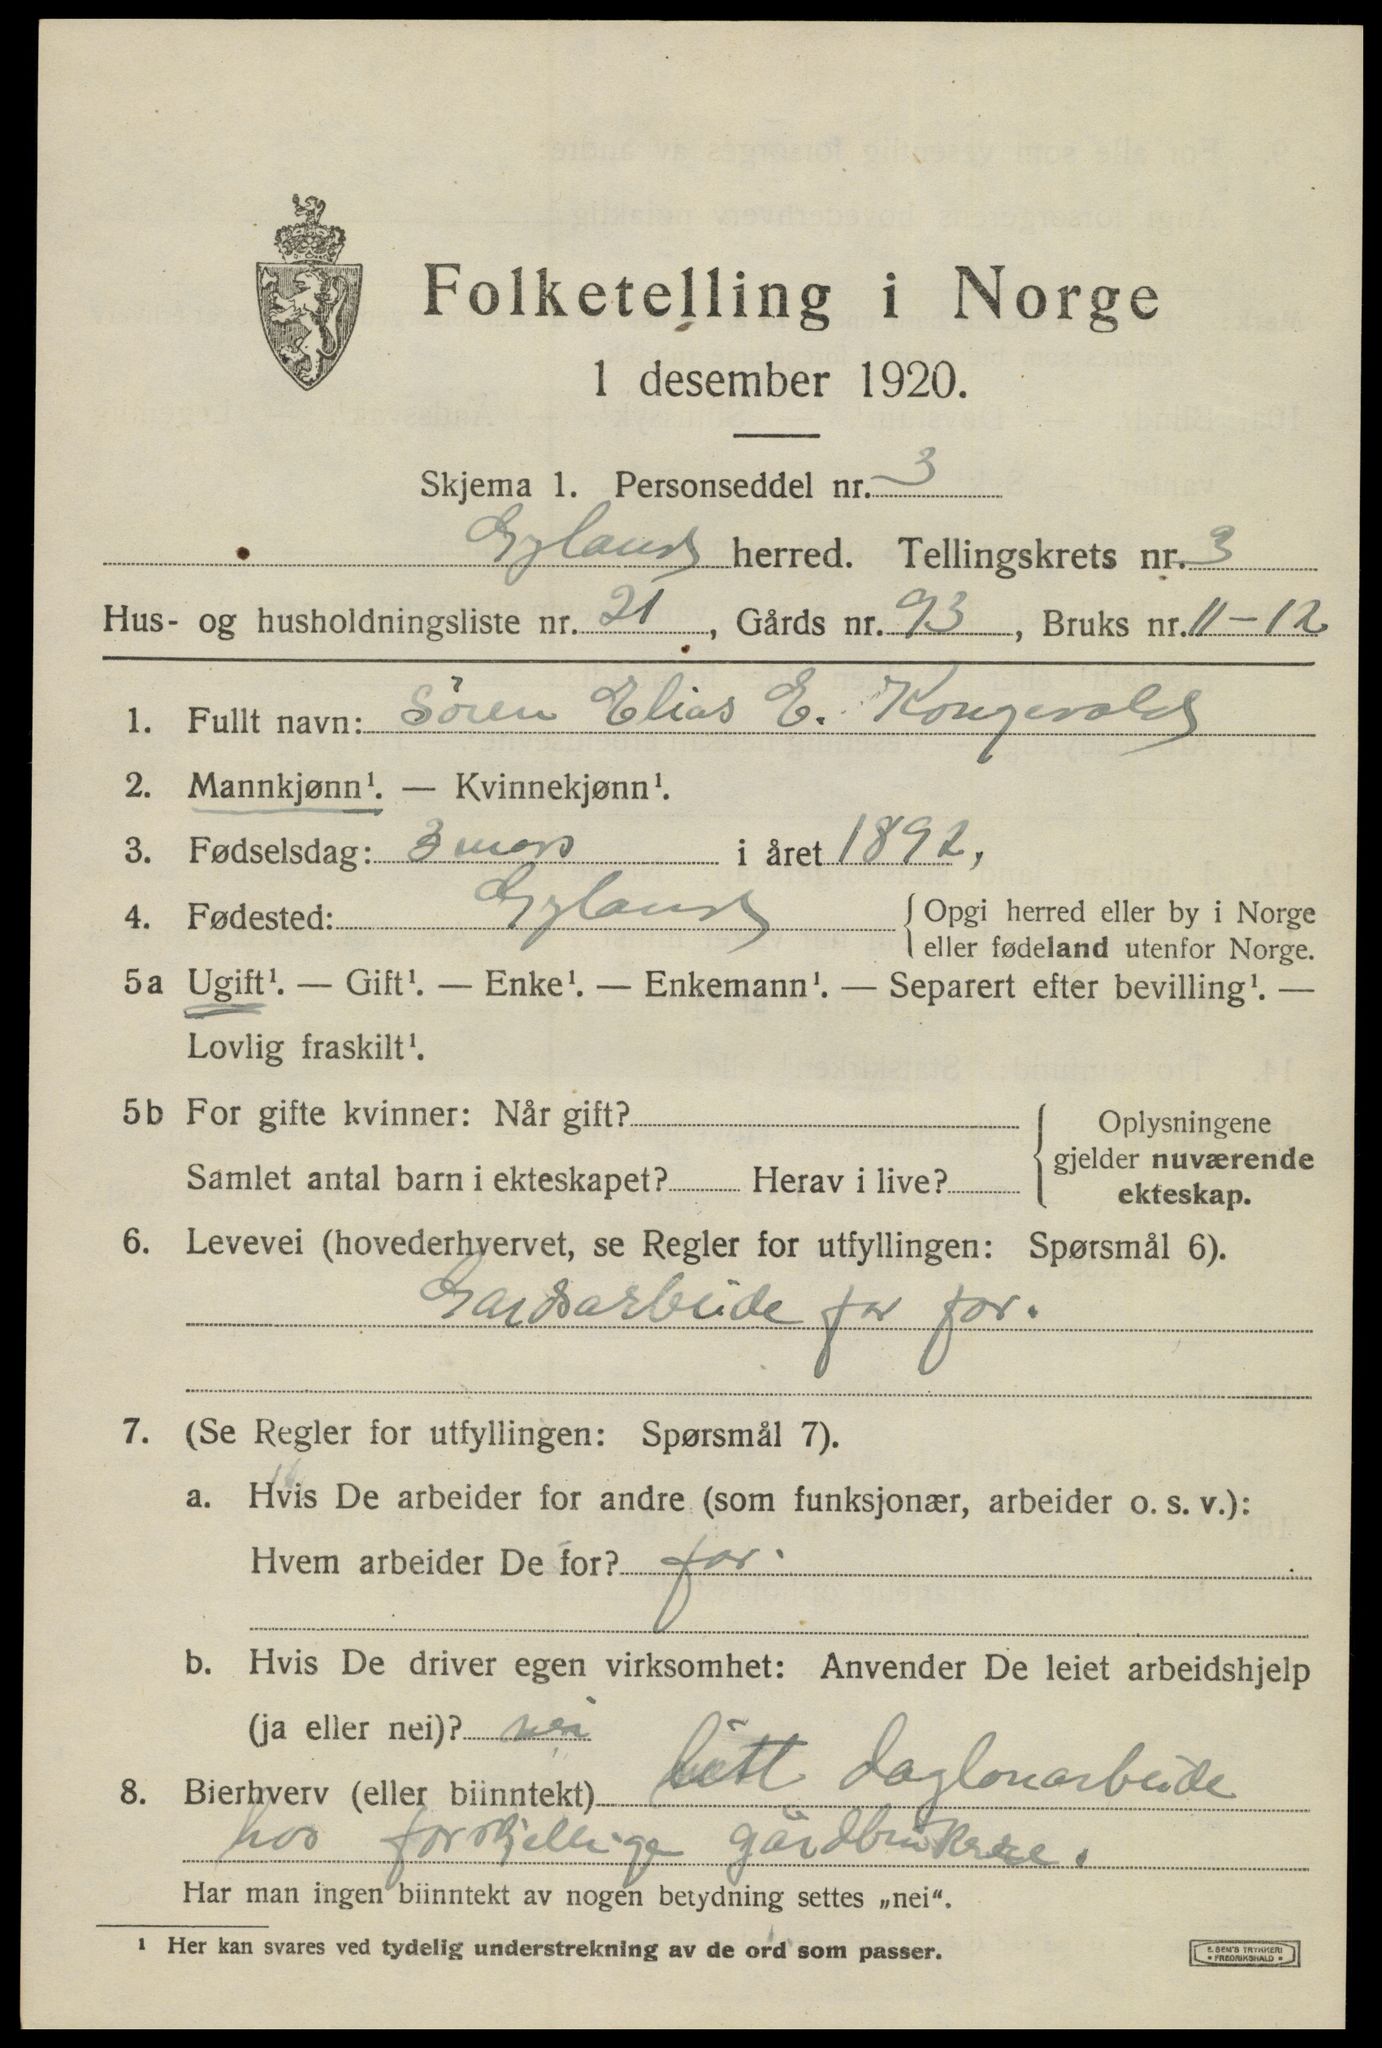 Folketelling i Norge
1 desember 1920.
Skjema 1. Personseddel nr. 3
Gyland herred. Tellingskrets nr. 3
Hus- og husholdningsliste nr. 21, Gårds nr. 93, Bruks nr. 11-12
1. Fullt navn: Sören Elias E. Kongevold
2. Mannkjønn¹. — Kvinnekjønn¹.
3. Fødselsdag: 3 mars i året 1892,
4. Fødested: Gyland { Opgi herred eller by i Norge
eller fødeland utenfor Norge.
5a Ugift¹. — Gift¹. — Enke¹. — Enkemann¹. — Separert efter bevilling¹. —
Lovlig fraskilt¹.
5b For gifte kvinner: Når gift? { Oplysningene
gjelder nuværende
Samlet antal barn i ekteskapet? Herav i live? ekteskap.
6. Levevei (hovederhvervet, se Regler for utfyllingen: Spørsmål 6).
Gardsarbeide for far.
7. (Se Regler for utfyllingen: Spørsmål 7).
a. Hvis De arbeider for andre (som funksjonær, arbeider o. s. v.):
Hvem arbeider De for? far.
b. Hvis De driver egen virksomhet: Anvender De leiet arbeidshjelp
(ja eller nei)? nei
8. Bierhverv (eller biinntekt) litt daglonarbeide
hos forskjellige gårdbrukere.
Har man ingen biinntekt av nogen betydning settes „nei“.
¹ Her kan svares ved tydelig understrekning av de ord som passer.
E. SEM'S TRYKKERI
• FREDRIKSHALD •